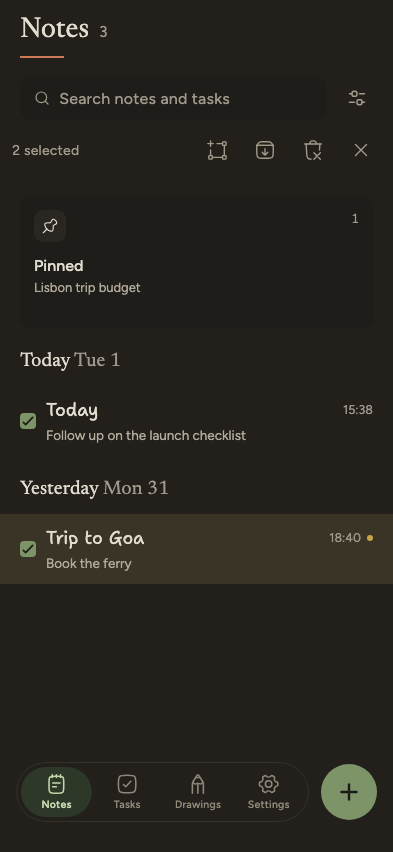 Notes 3
Search notes and tasks
2 selected
1
Pinned
Lisbon trip budget
Today Tue 1
Today 15:38
Follow up on the launch checklist
Yesterday Mon 31
Trip to Goa 18:40
Book the ferry
Notes Tasks Drawings Settings